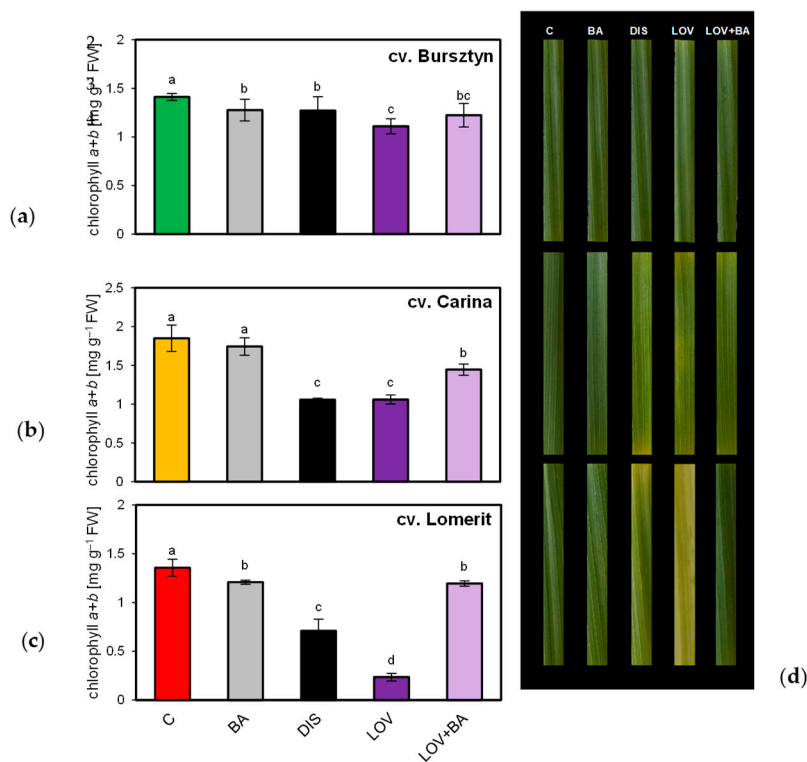 (a)
chlorophyll a+b [mg g⁻¹ FW]
2
1.5
1
0.5
0
cv. Bursztyn
a
b
b
c
bc
(b)
chlorophyll a+b [mg g⁻¹ FW]
2.5
2
1.5
1
0.5
0
cv. Carina
a
a
c
c
b
(c)
chlorophyll a+b [mg g⁻¹ FW]
2
1.5
1
0.5
0
cv. Lomerit
a
b
c
d
b
C
BA
DIS
LOV
LOV+BA
C BA DIS LOV LOV+BA
(d)